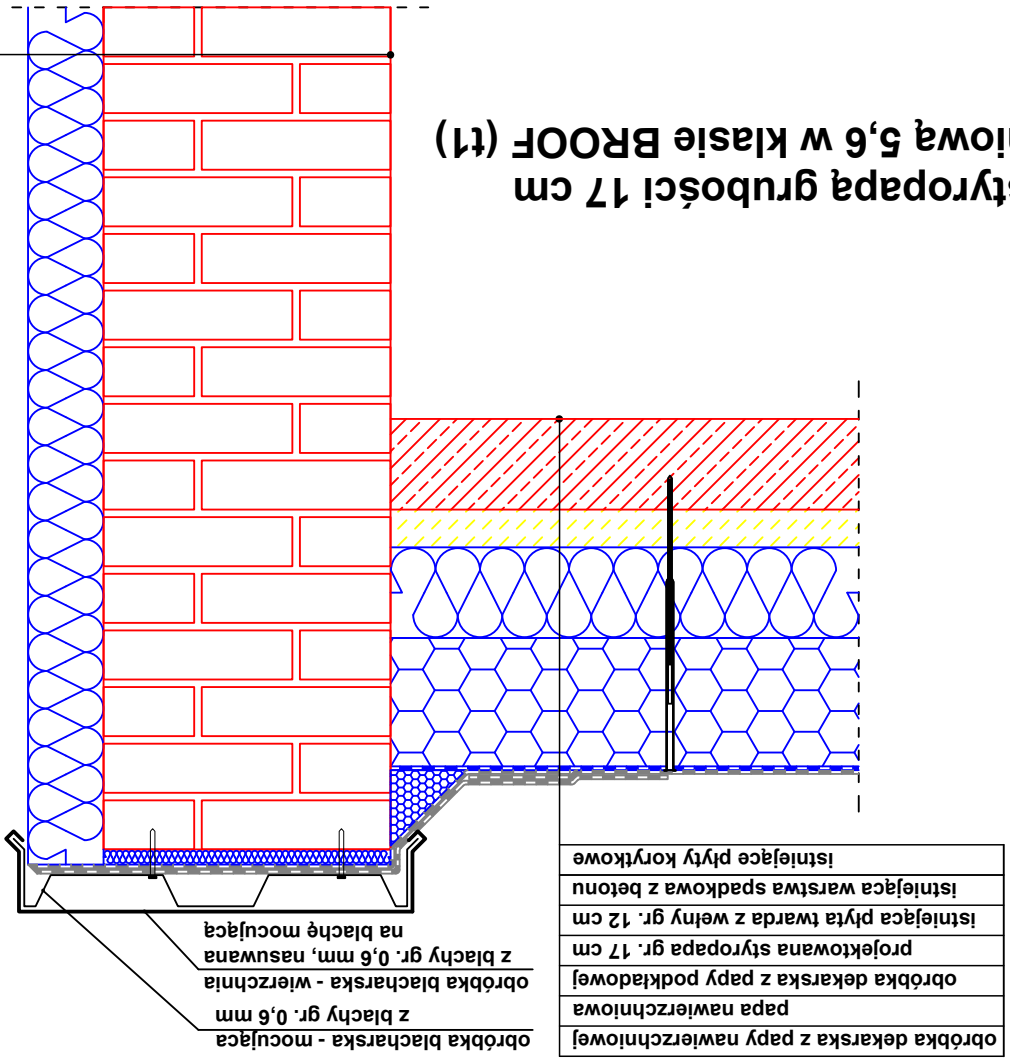 obróbka dekarska z papy nawierzchniowej
papa nawierzchniowa
obróbka dekarska z papy podkładowej
projektowana styropapa gr. 17 cm
istniejąca płyta twarda z wełny gr. 12 cm
istniejąca warstwa spadkowa z betonu
istniejące płyty korytkowe
obróbka blacharska - mocująca
z blachy gr. 0,6 mm
obróbka blacharska - wierzchnia
z blachy gr. 0,6 mm, nasuwana
na blachę mocującą
styropapą grubości 17 cm
niową 5,6 w klasie BROOF (t1)